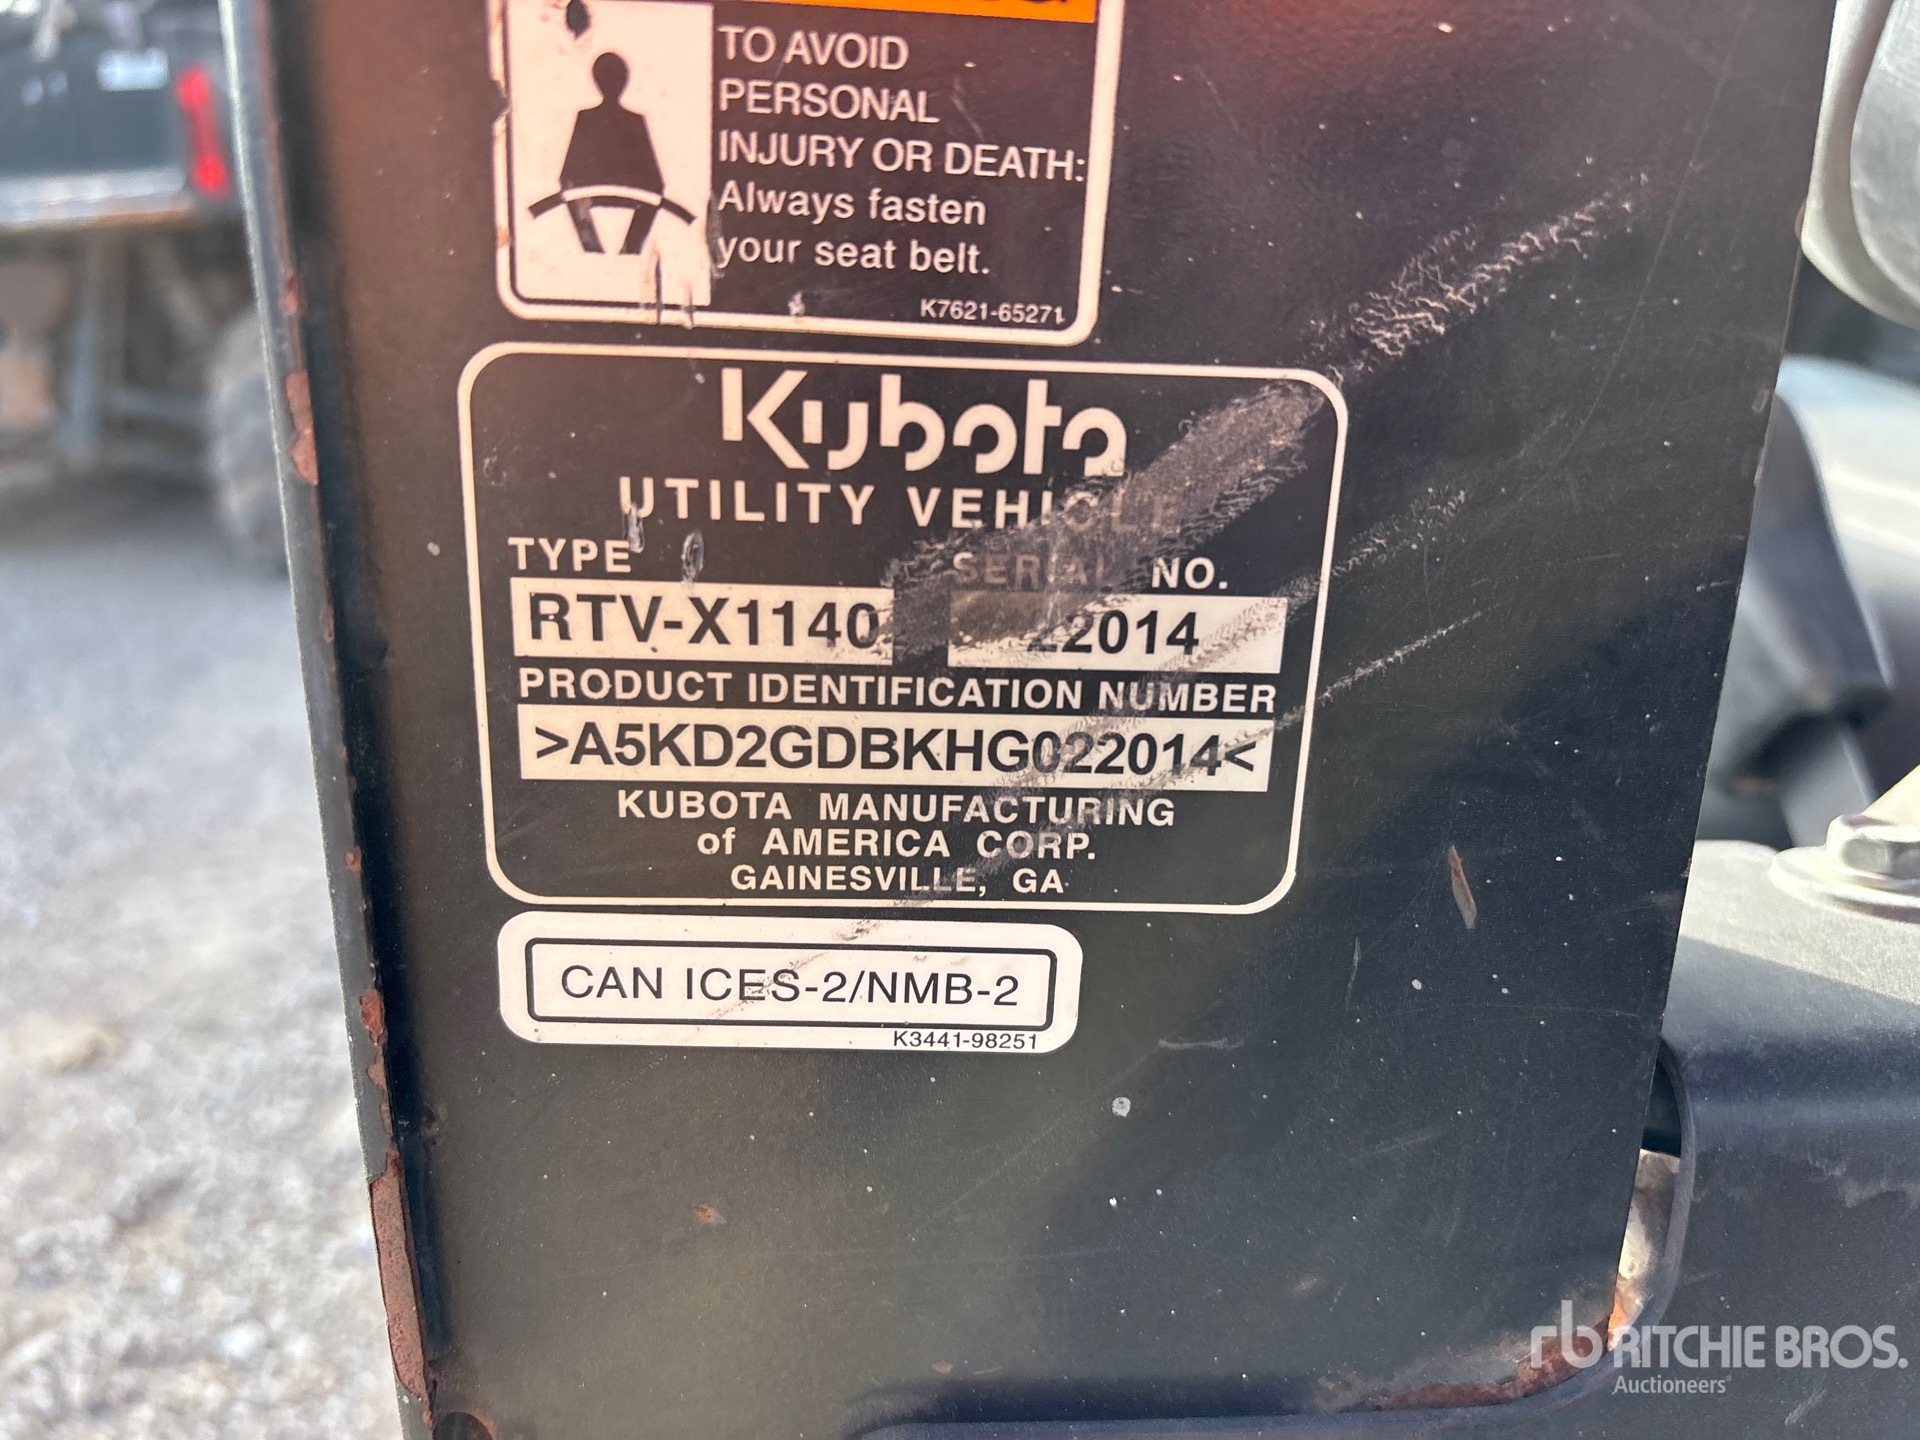 TO AVOID
PERSONAL
INJURY OR DEATH:
Always fasten
your seat belt.
K7621-65271
Kubota
UTILITY VEHICLE
TYPE SERIAL NO.
RTV-X1140 22014
PRODUCT IDENTIFICATION NUMBER
>A5KD2GDBKHG022014<
KUBOTA MANUFACTURING
of AMERICA CORP.
GAINESVILLE, GA
CAN ICES-2/NMB-2
K3441-98251
rb RITCHIE BROS.
Auctioneers